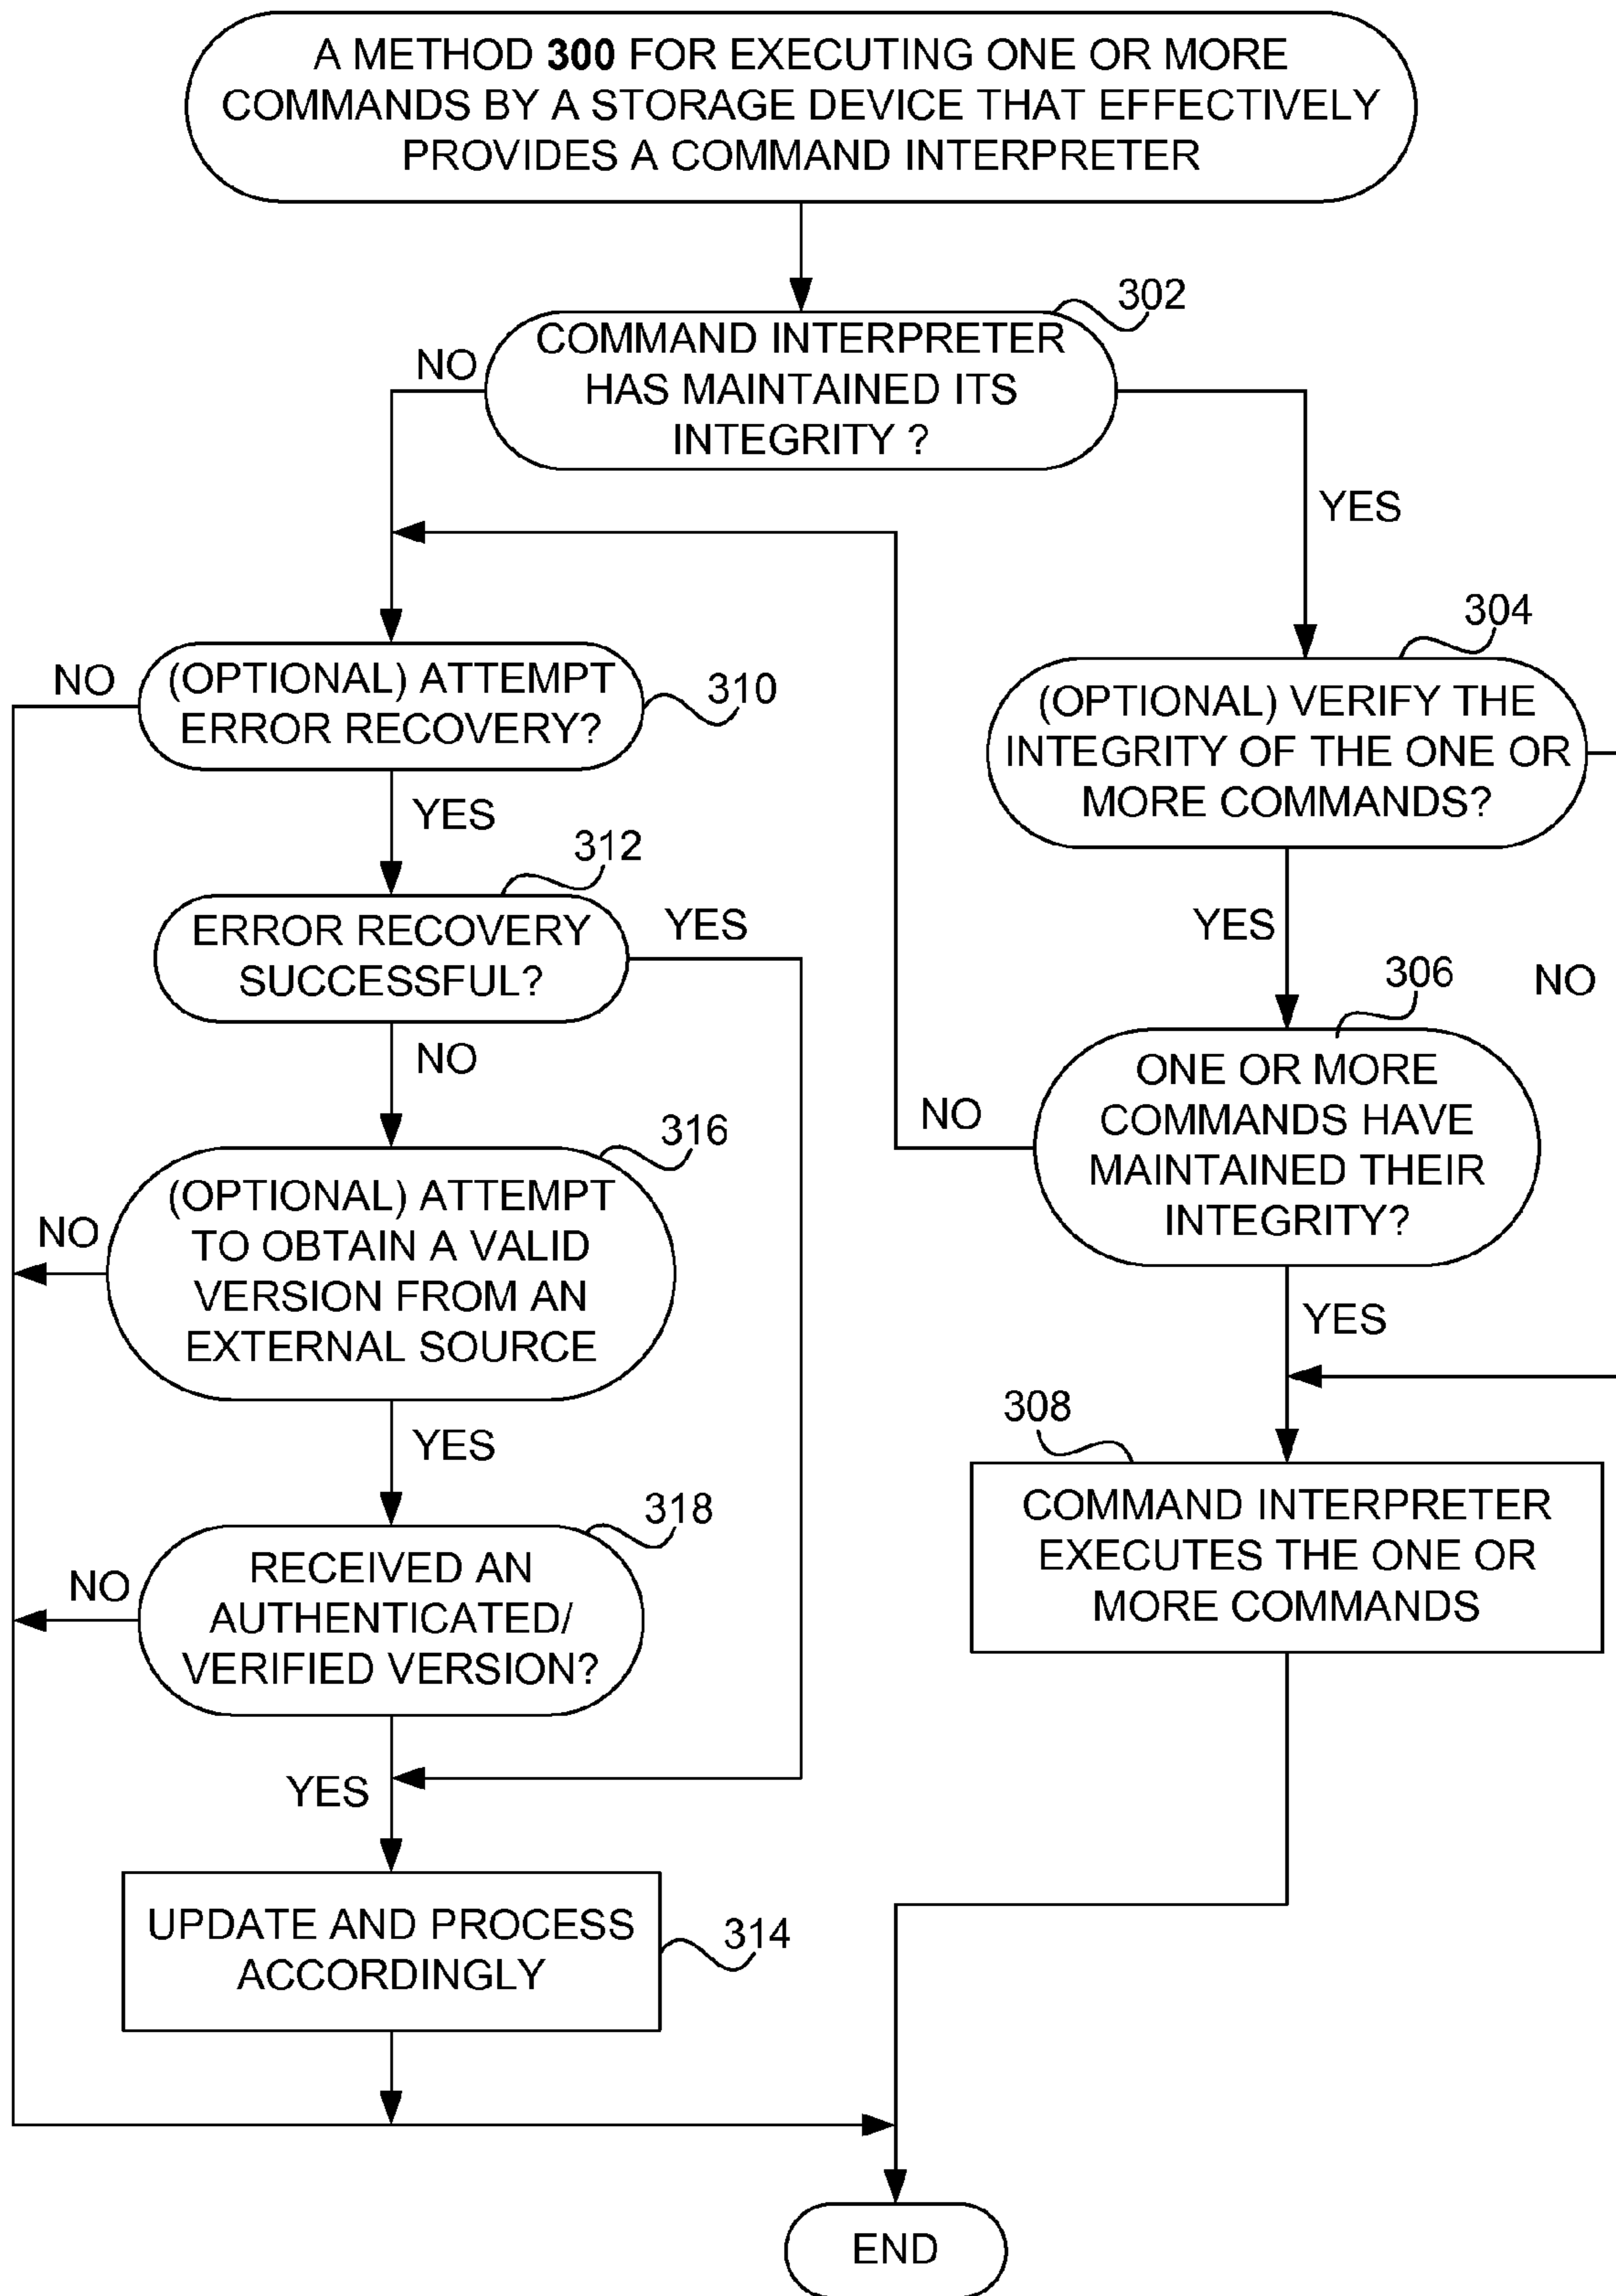 A METHOD 300 FOR EXECUTING ONE OR MORE
COMMANDS BY A STORAGE DEVICE THAT EFFECTIVELY
PROVIDES A COMMAND INTERPRETER
302
COMMAND INTERPRETER
HAS MAINTAINED ITS
INTEGRITY ?
NO
YES
304
(OPTIONAL) VERIFY THE
INTEGRITY OF THE ONE OR
MORE COMMANDS?
NO
(OPTIONAL) ATTEMPT
ERROR RECOVERY?
310
YES
312
ERROR RECOVERY
SUCCESSFUL?
YES
NO
YES
306
NO
ONE OR MORE
COMMANDS HAVE
MAINTAINED THEIR
INTEGRITY?
NO
316
(OPTIONAL) ATTEMPT
TO OBTAIN A VALID
VERSION FROM AN
EXTERNAL SOURCE
NO
YES
YES
308
COMMAND INTERPRETER
EXECUTES THE ONE OR
MORE COMMANDS
318
RECEIVED AN
AUTHENTICATED/
VERIFIED VERSION?
NO
YES
UPDATE AND PROCESS
ACCORDINGLY
314
END